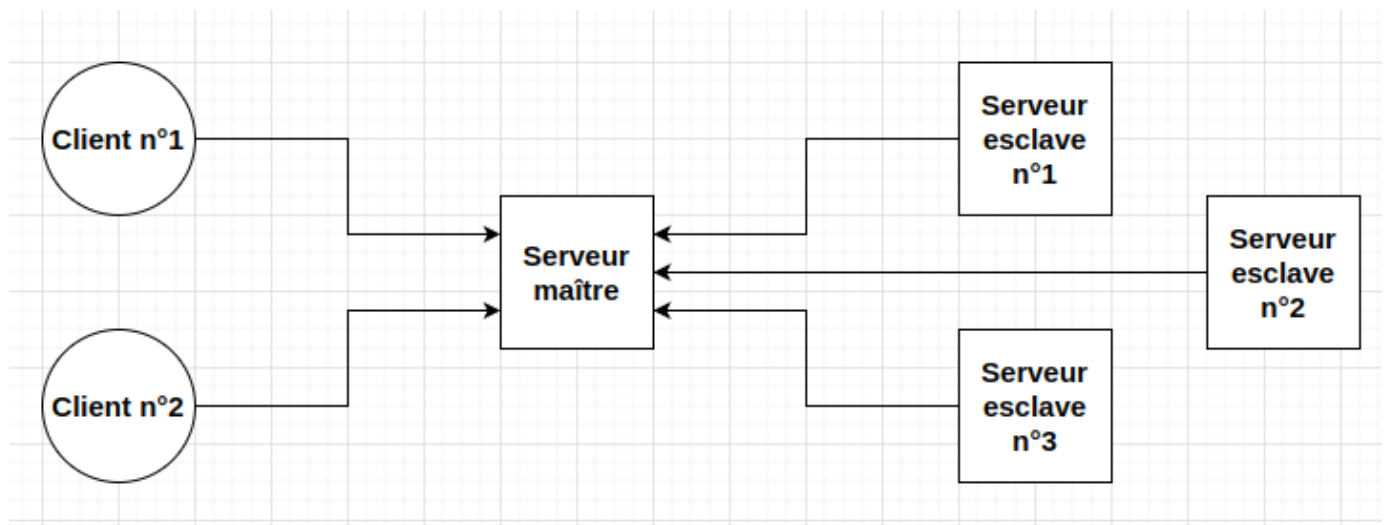 Client n°1
Serveur
esclave
n°1
Serveur
maître
Serveur
esclave
n°2
Client n°2
Serveur
esclave
n°3